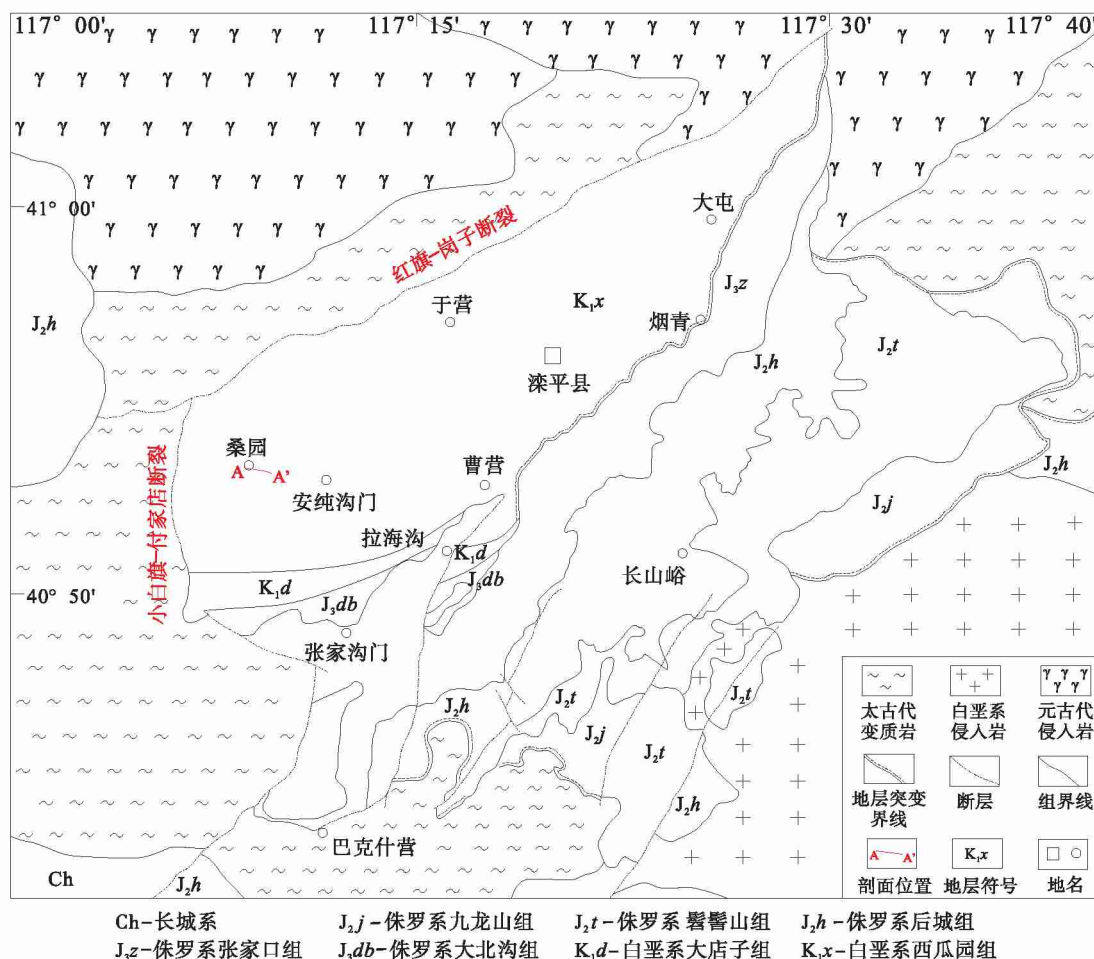 117° 00′ 117° 15′ 117° 30′ 117° 40′
41° 00′
大屯
红旗-岗子断裂
J₃z
K₁x
于营
烟青
J₂h
J₂h
J₂t
滦平县
桑园
A A'
曹营
安纯沟门
小白旗-付家店断裂
J₂h
J₂j
拉海沟
K₁d
J₃db
长山峪
K₁d
40° 50′
J₃db
张家沟门
J₂h
J₂t
J₂t
J₂j
J₂t
J₂h
巴克什营
Ch
J₂h
太古代 白垩系 元古代
变质岩 侵入岩 侵入岩
地层突变 断层 组界线
界线
A A'
K₁x
剖面位置 地层符号 地名
Ch-长城系 J₂j-侏罗系九龙山组 J₂t-侏罗系髫髻山组 J₂h-侏罗系后城组
J₃z-侏罗系张家口组 J₃db-侏罗系大北沟组 K₁d-白垩系大店子组 K₁x-白垩系西瓜园组